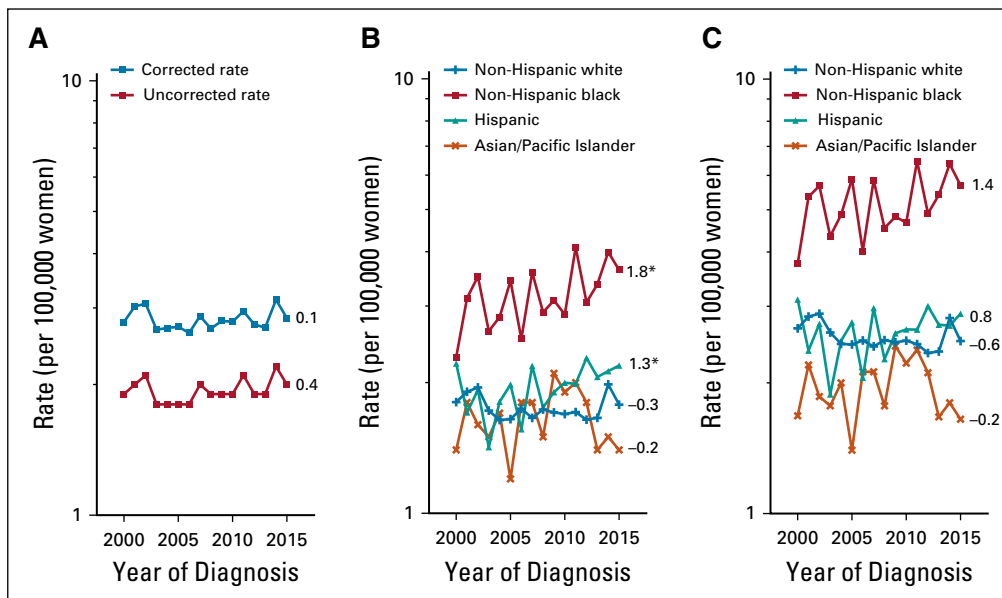 A
Corrected rate
Uncorrected rate
10
1
Rate (per 100,000 women)
0.1
0.4
2000 2005 2010 2015
Year of Diagnosis
B
Non-Hispanic white
Non-Hispanic black
Hispanic
Asian/Pacific Islander
10
1
Rate (per 100,000 women)
1.8*
1.3*
–0.3
–0.2
2000 2005 2010 2015
Year of Diagnosis
C
Non-Hispanic white
Non-Hispanic black
Hispanic
Asian/Pacific Islander
10
1
Rate (per 100,000 women)
1.4
0.8
–0.6
–0.2
2000 2005 2010 2015
Year of Diagnosis